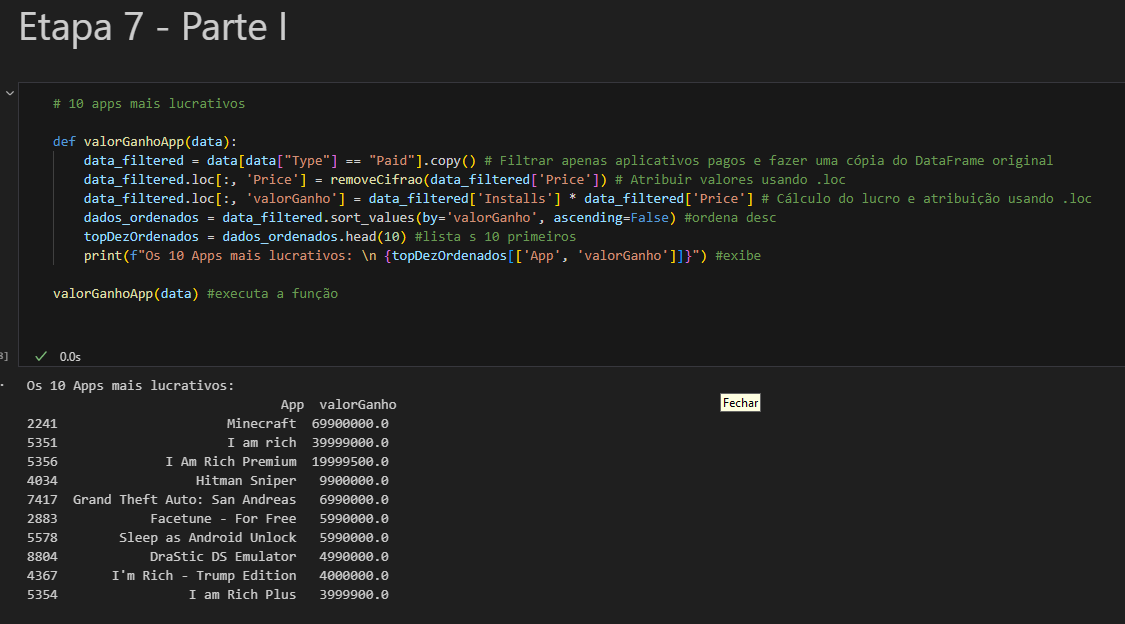 Etapa 7 - Parte I
# 10 apps mais lucrativos
def valorGanhoApp(data):
data_filtered = data[data["Type"] == "Paid"].copy() # Filtrar apenas aplicativos pagos e fazer uma cópia do DataFrame original
data_filtered.loc[:, 'Price'] = removeCifrao(data_filtered['Price']) # Atribuir valores usando .loc
data_filtered.loc[:, 'valorGanho'] = data_filtered['Installs'] * data_filtered['Price'] # Cálculo do lucro e atribuição usando .loc
dados_ordenados = data_filtered.sort_values(by='valorGanho', ascending=False) #ordena desc
topDezOrdenados = dados_ordenados.head(10) #lista s 10 primeiros
print(f"Os 10 Apps mais lucrativos: \n {topDezOrdenados[['App', 'valorGanho']]}") #exibe
valorGanhoApp(data) #executa a função
0.0s
Os 10 Apps mais lucrativos:
App valorGanho
2241 Minecraft 69900000.0
5351 I am rich 39999000.0
5356 I Am Rich Premium 19999500.0
4034 Hitman Sniper 9900000.0
7417 Grand Theft Auto: San Andreas 6990000.0
2883 Facetune - For Free 5990000.0
5578 Sleep as Android Unlock 5990000.0
8804 DraStic DS Emulator 4990000.0
4367 I'm Rich - Trump Edition 4000000.0
5354 I am Rich Plus 3999900.0
Fechar